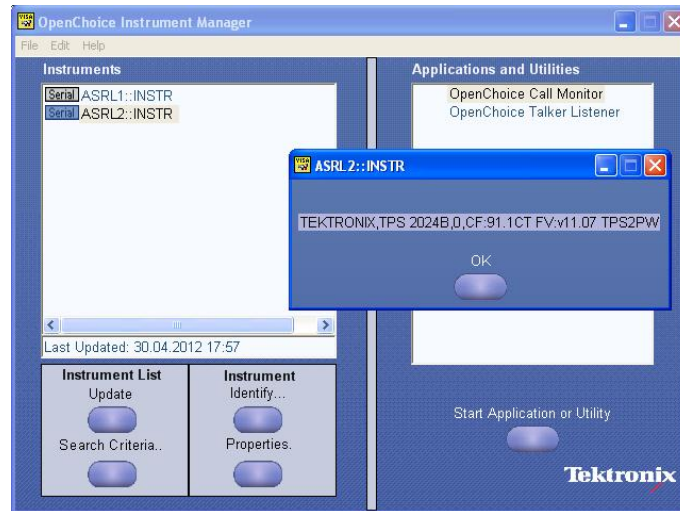 OpenChoice Instrument Manager
File Edit Help
Instruments
Serial ASRL1::INSTR
Serial ASRL2::INSTR
Last Updated: 30.04.2012 17:57
Instrument List
Update
Search Criteria..
Instrument
Identify...
Properties.
Applications and Utilities
OpenChoice Call Monitor
OpenChoice Talker Listener
ASRL2::INSTR
TEKTRONIX,TPS 2024B,0,CF:91.1CT FV:v11.07 TPS2PW
OK
Start Application or Utility
Tektronix